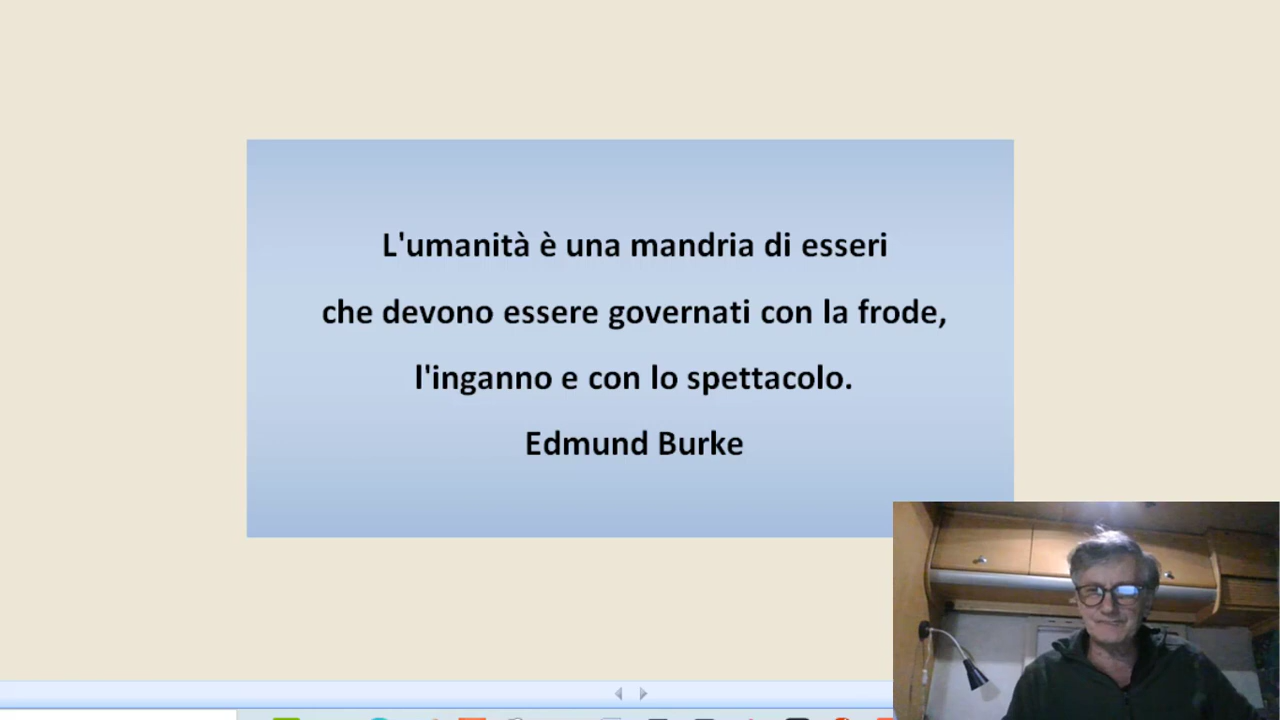 L'umanità è una mandria di esseri
che devono essere governati con la frode,
l'inganno e con lo spettacolo.
Edmund Burke